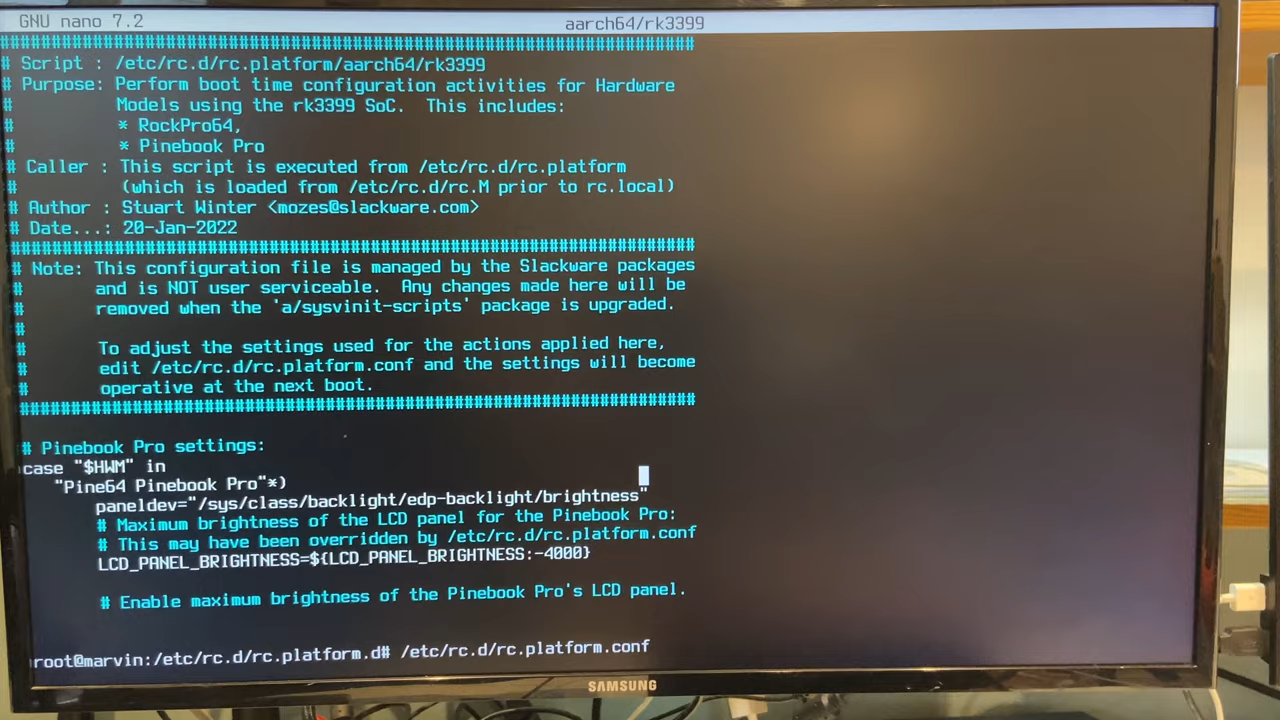 GNU nano 7.2 aarch64/rk3399
################################################################################
# Script : /etc/rc.d/rc.platform/aarch64/rk3399
# Purpose: Perform boot time configuration activities for Hardware
# Models using the rk3399 SoC. This includes:
# * RockPro64,
# * Pinebook Pro
# Caller : This script is executed from /etc/rc.d/rc.platform
# (which is loaded from /etc/rc.d/rc.M prior to rc.local)
# Author : Stuart Winter <mozes@slackware.com>
# Date...: 20-Jan-2022
################################################################################
# Note: This configuration file is managed by the Slackware packages
# and is NOT user serviceable. Any changes made here will be
# removed when the 'a/sysvinit-scripts' package is upgraded.
#
# To adjust the settings used for the actions applied here,
# edit /etc/rc.d/rc.platform.conf and the settings will become
# operative at the next boot.
################################################################################
# Pinebook Pro settings:
case "$HWM" in
"Pine64 Pinebook Pro"*)
paneldev="/sys/class/backlight/edp-backlight/brightness"
# Maximum brightness of the LCD panel for the Pinebook Pro:
# This may have been overridden by /etc/rc.d/rc.platform.conf
LCD_PANEL_BRIGHTNESS=${LCD_PANEL_BRIGHTNESS:-4000}
# Enable maximum brightness of the Pinebook Pro's LCD panel.
root@marvin:/etc/rc.d/rc.platform.d# /etc/rc.d/rc.platform.conf
SAMSUNG